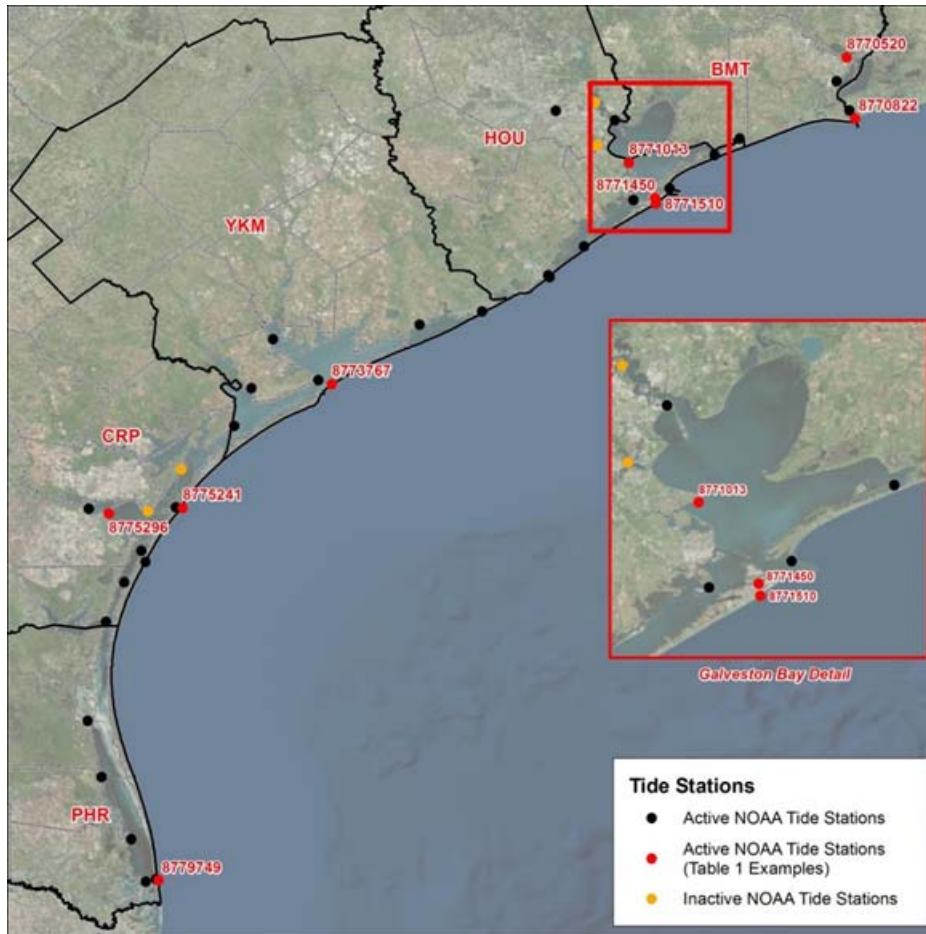 8770520
BMT
8770822
HOU
8771013
8771450
8771510
YKM
8773767
CRP
8775241
8775296
8771013
8771450
8771510
Galveston Bay Detail
PHR
8779749
Tide Stations
Active NOAA Tide Stations
Active NOAA Tide Stations
(Table 1 Examples)
Inactive NOAA Tide Stations